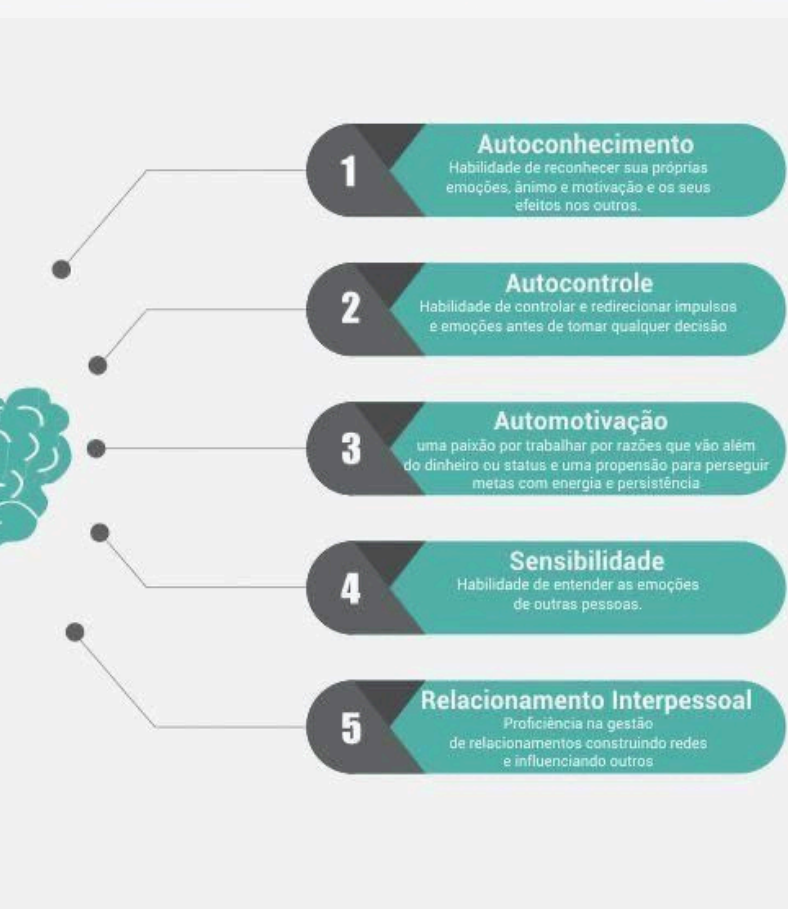 1
Autoconhecimento
Habilidade de reconhecer sua próprias
emoções, ânimo e motivação e os seus
efeitos nos outros.
2
Autocontrole
Habilidade de controlar e redirecionar impulsos
e emoções antes de tomar qualquer decisão
3
Automotivação
uma paixão por trabalhar por razões que vão além
do dinheiro ou status e uma propensão para perseguir
metas com energia e persistência
4
Sensibilidade
Habilidade de entender as emoções
de outras pessoas.
5
Relacionamento Interpessoal
Proficiência na gestão
de relacionamentos construindo redes
e influenciando outros